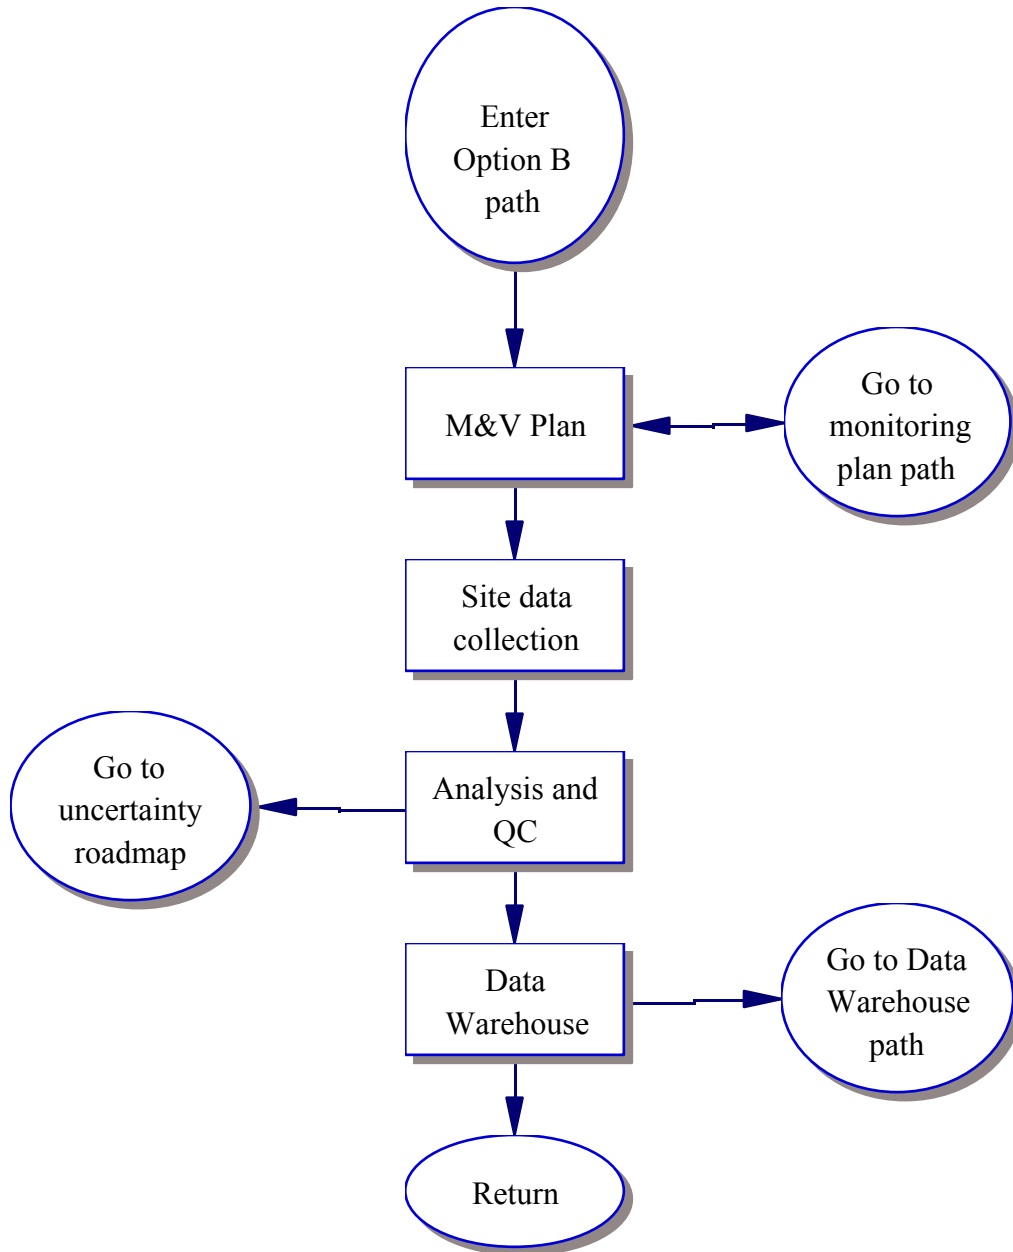 Enter
Option B
path
M&V Plan
Go to
monitoring
plan path
Site data
collection
Go to
uncertainty
roadmap
Analysis and
QC
Data
Warehouse
Go to Data
Warehouse
path
Return